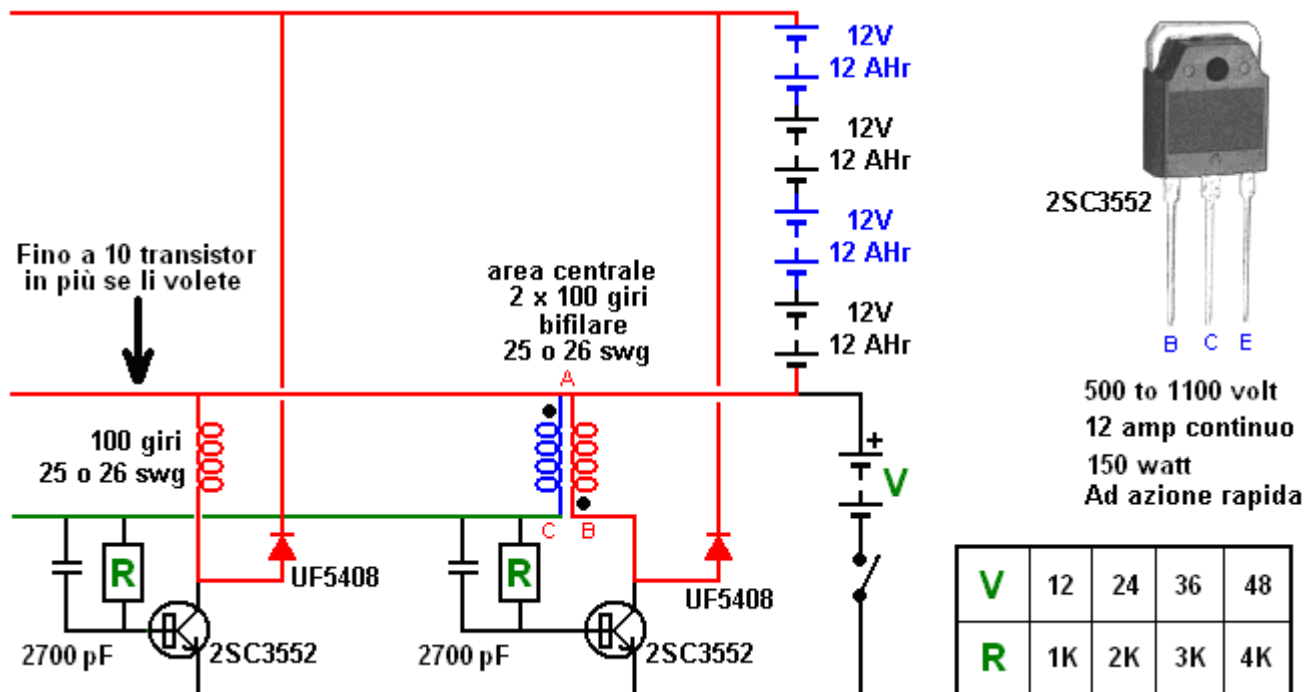 12V
12 AHr
12V
12 AHr
12V
12 AHr
12V
12 AHr
2SC3552
B C E
500 to 1100 volt
12 amp continuo
150 watt
Ad azione rapida
Fino a 10 transistor
in più se li volete
area centrale
2 x 100 giri
bifilare
25 o 26 swg
A
100 giri
25 o 26 swg
C B
+
V
R
UF5408
2700 pF
2SC3552
R
UF5408
2700 pF
2SC3552
V 12 24 36 48
R 1K 2K 3K 4K